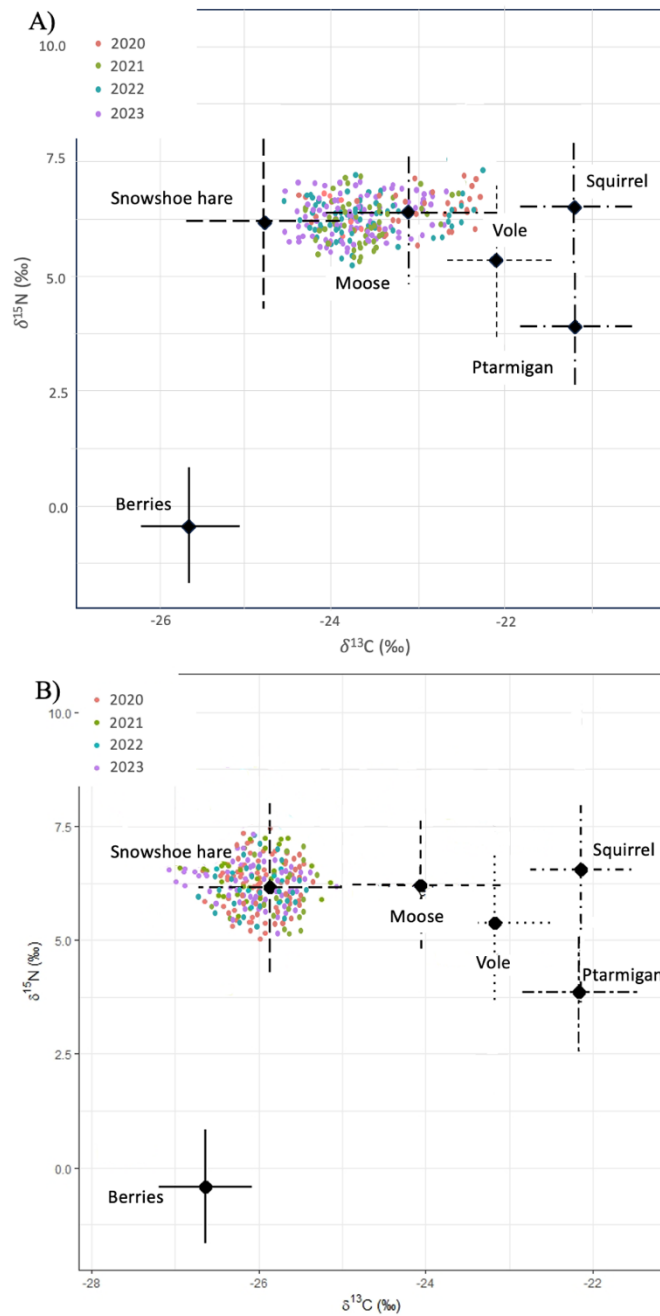 A)
2020
2021
2022
2023
10.0
7.5
5.0
2.5
0.0
δ15N (‰)
Snowshoe hare
Moose
Vole
Squirrel
Ptarmigan
Berries
-26
-24
-22
δ13C (‰)
B)
2020
2021
2022
2023
10.0
7.5
5.0
2.5
0.0
δ15N (‰)
Snowshoe hare
Moose
Vole
Squirrel
Ptarmigan
Berries
-28
-26
-24
-22
δ13C (‰)